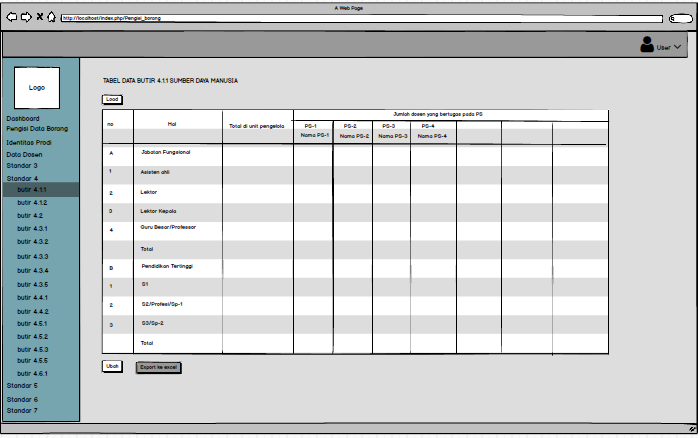 A Web Page
http://localhost/index.php/Pengisi_borang
User
Logo
Dashboard
Pengisi Data Borang
Identitas Prodi
Data Dosen
Standar 3
Standar 4
butir 4.1.1
butir 4.1.2
butir 4.2
butir 4.3.1
butir 4.3.2
butir 4.3.3
butir 4.3.4
butir 4.3.5
butir 4.4.1
butir 4.4.2
butir 4.5.1
butir 4.5.2
butir 4.5.3
butir 4.5.5
butir 4.6.1
Standar 5
Standar 6
Standar 7
TABEL DATA BUTIR 4.1.1 SUMBER DAYA MANUSIA
Load
no Hal Total di unit pengelola Jumlah dosen yang bertugas pada PS
PS-1 PS-2 PS-3 PS-4
Nama PS-1 Nama PS-2 Nama PS-3 Nama PS-4
A Jabatan Fungsional
1 Asisten ahli
2 Lektor
3 Lektor Kepala
4 Guru Besar/Professor
Total
B Pendidikan Tertinggi
1 S1
2 S2/Profesi/Sp-1
3 S3/Sp-2
Total
Ubah Export ke excel